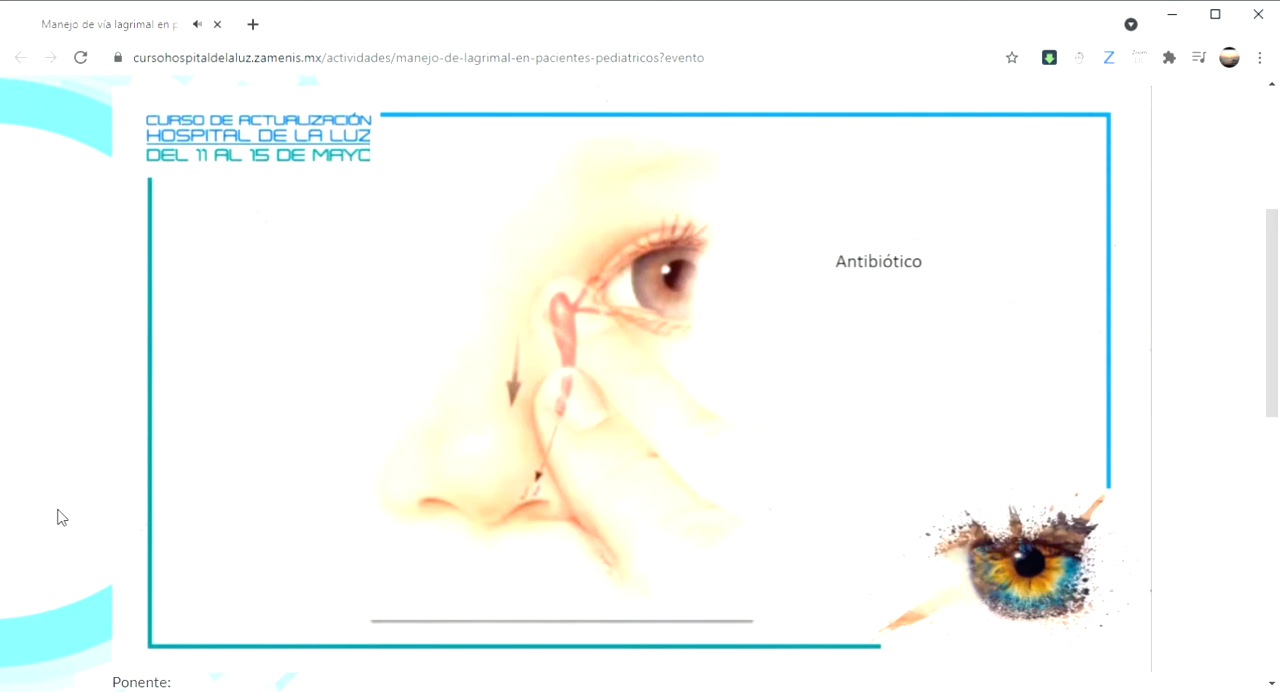 Manejo de vía lagrimal en p
cursohospitaldelaluz.zamenis.mx/actividades/manejo-de-lagrimal-en-pacientes-pediatricos?evento
CURSO DE ACTUALIZACIÓN
HOSPITAL DE LA LUZ
DEL 11 AL 15 DE MAYO
Antibiótico
Ponente: